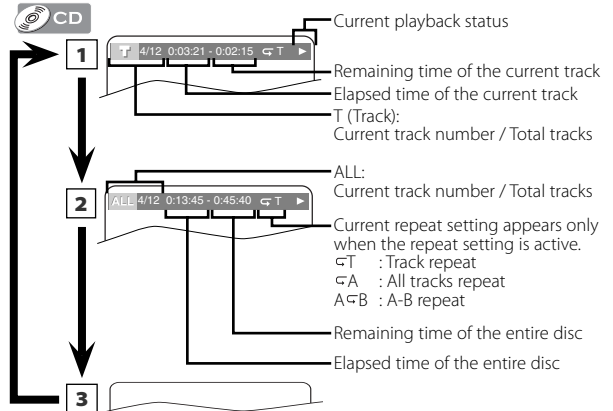 CD
1
T 4/12 0:03:21 - 0:02:15 T
Current playback status
Remaining time of the current track
Elapsed time of the current track
T (Track):
Current track number / Total tracks
2
ALL 4/12 0:13:45 - 0:45:40 T
ALL:
Current track number / Total tracks
Current repeat setting appears only
when the repeat setting is active.
T : Track repeat
A : All tracks repeat
A B : A-B repeat
Remaining time of the entire disc
Elapsed time of the entire disc
3